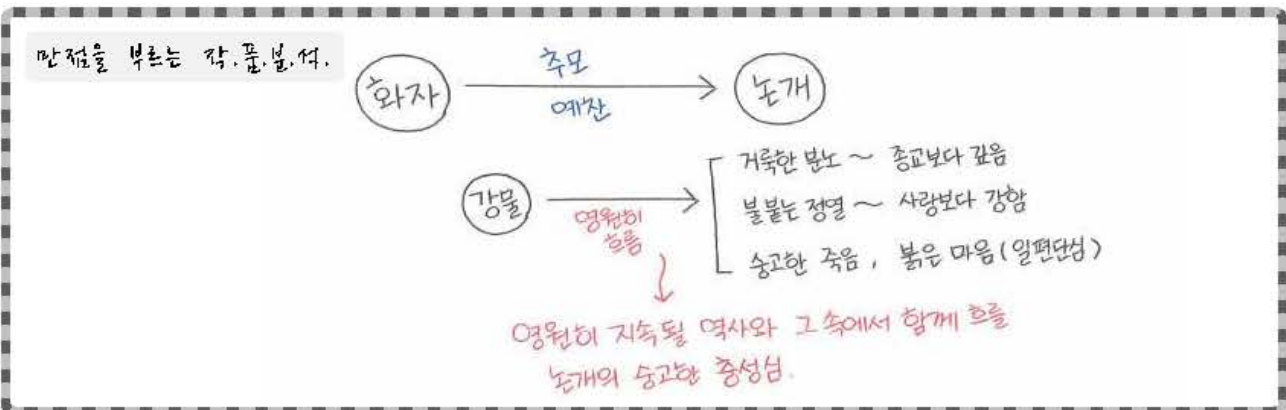 만점을 부르는 작.품.분.석.
화자 추모 논개
예찬
거룩한 분노 ~ 종교보다 깊음
강물 불붙는 정열 ~ 사랑보다 강함
영원히
흐름
숭고한 죽음, 붉은 마음(일편단심)
영원히 지속될 역사와 그 속에서 함께 흐를
논개의 숭고한 충성심.